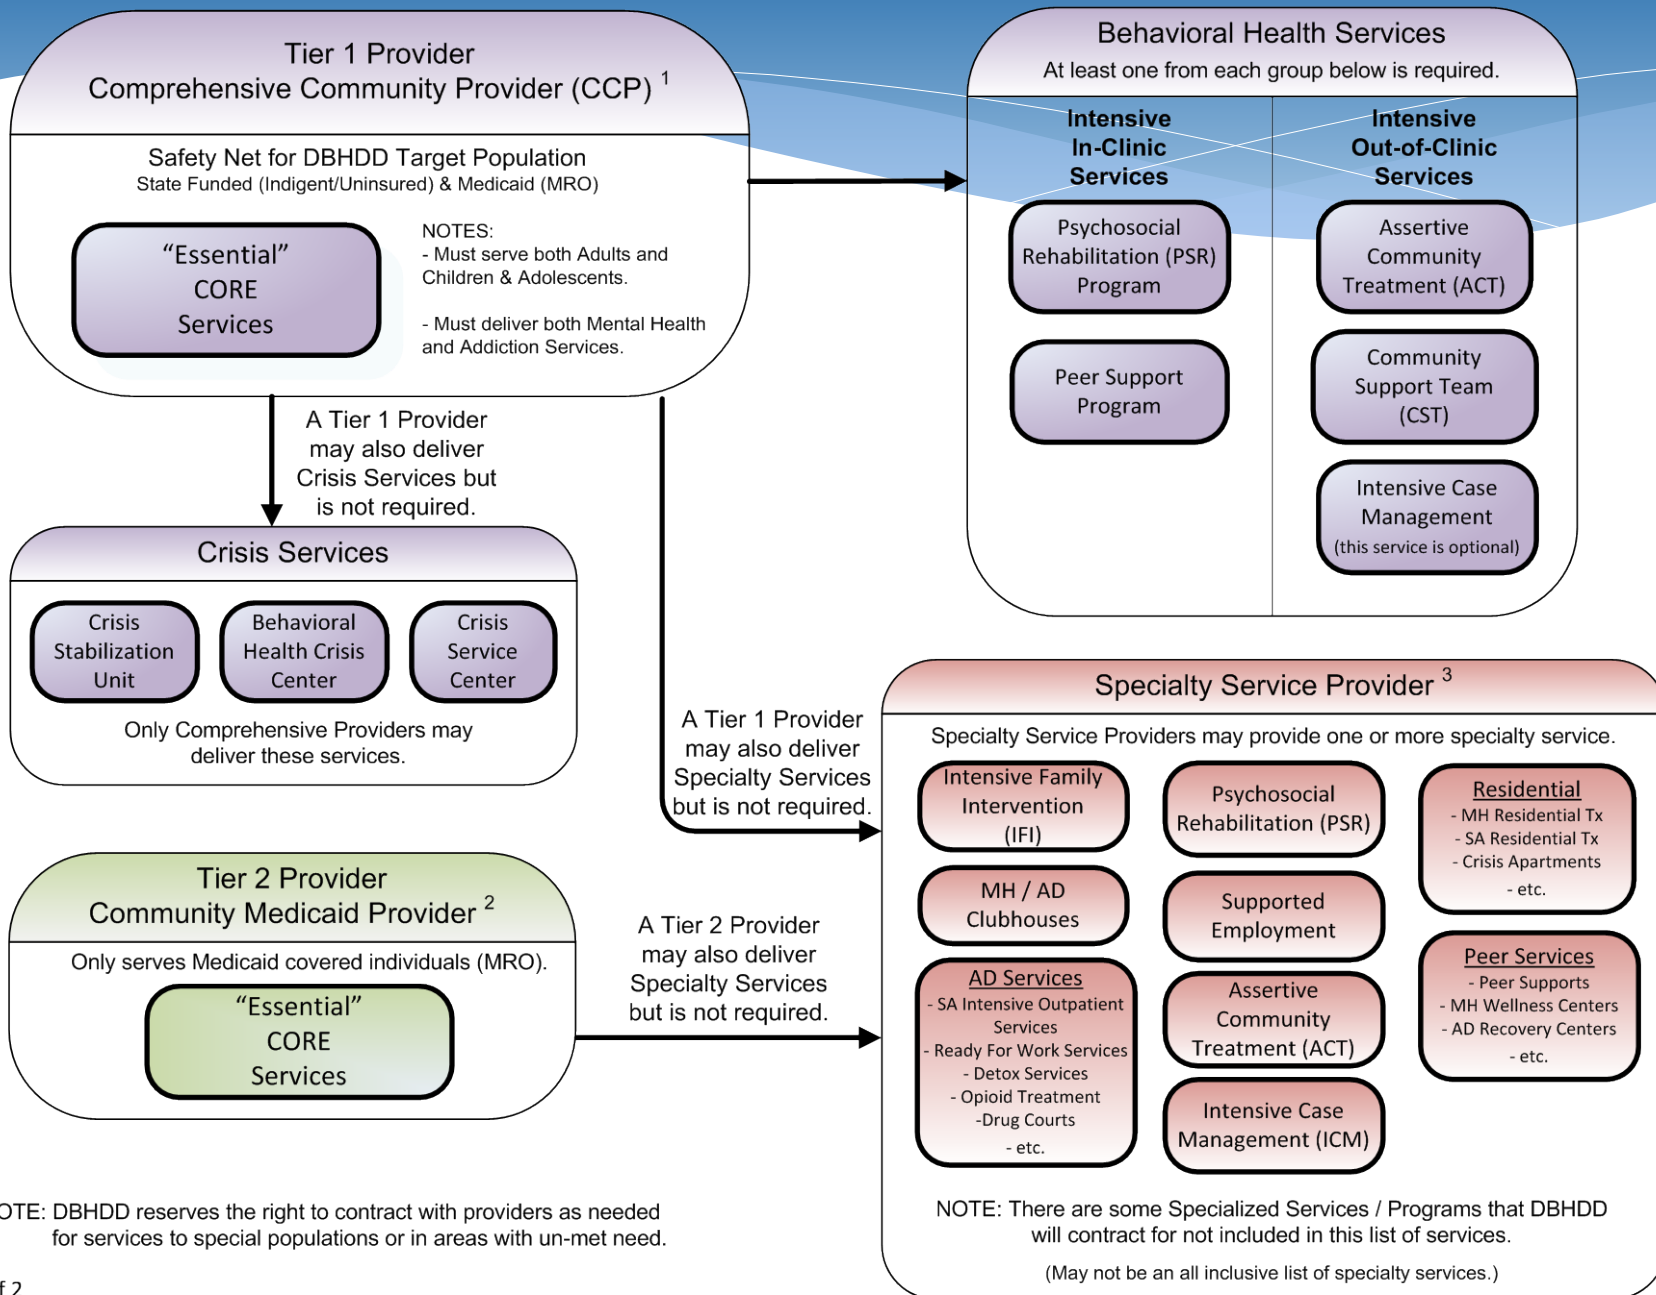 Tier 1 Provider
Comprehensive Community Provider (CCP) 1
Safety Net for DBHDD Target Population
State Funded (Indigent/Uninsured) & Medicaid (MRO)
“Essential”
CORE
Services
NOTES:
- Must serve both Adults and
Children & Adolescents.
- Must deliver both Mental Health
and Addiction Services.
Behavioral Health Services
At least one from each group below is required.
Intensive
In-Clinic
Services
Psychosocial
Rehabilitation (PSR)
Program
Peer Support
Program
Intensive
Out-of-Clinic
Services
Assertive
Community
Treatment (ACT)
Community
Support Team
(CST)
Intensive Case
Management
(this service is optional)
A Tier 1 Provider
may also deliver
Crisis Services but
is not required.
Crisis Services
Crisis
Stabilization
Unit
Behavioral
Health Crisis
Center
Crisis
Service
Center
Only Comprehensive Providers may
deliver these services.
A Tier 1 Provider
may also deliver
Specialty Services
but is not required.
Tier 2 Provider
Community Medicaid Provider 2
Only serves Medicaid covered individuals (MRO).
“Essential”
CORE
Services
A Tier 2 Provider
may also deliver
Specialty Services
but is not required.
Specialty Service Provider 3
Specialty Service Providers may provide one or more specialty service.
Intensive Family
Intervention
(IFI)
MH / AD
Clubhouses
AD Services
- SA Intensive Outpatient
Services
- Ready For Work Services
- Detox Services
- Opioid Treatment
-Drug Courts
- etc.
Psychosocial
Rehabilitation (PSR)
Supported
Employment
Assertive
Community
Treatment (ACT)
Intensive Case
Management (ICM)
Residential
- MH Residential Tx
- SA Residential Tx
- Crisis Apartments
- etc.
Peer Services
- Peer Supports
- MH Wellness Centers
- AD Recovery Centers
- etc.
NOTE: There are some Specialized Services / Programs that DBHDD
will contract for not included in this list of services.
(May not be an all inclusive list of specialty services.)
OTE: DBHDD reserves the right to contract with providers as needed
for services to special populations or in areas with un-met need.
f 2